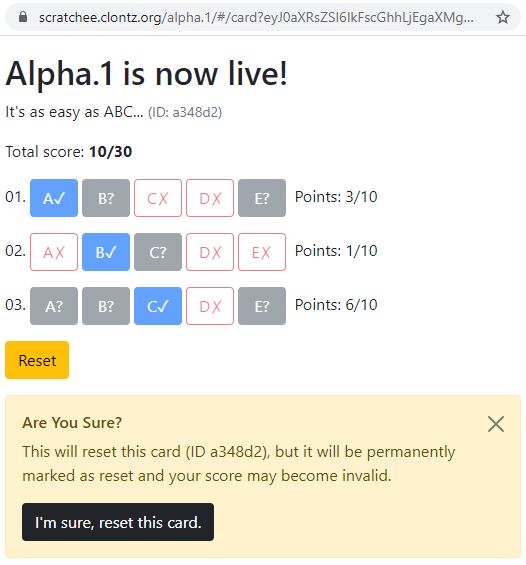 scratchee.clontz.org/alpha.1/#/card?eyJ0aXRsZSI6IkFscGhhLjEgaXMg...
Alpha.1 is now live!
It's as easy as ABC... (ID: a348d2)
Total score: 10/30
01. A✓ B? C✗ D✗ E? Points: 3/10
02. A✗ B✓ C? D✗ E✗ Points: 1/10
03. A? B? C✓ D✗ E? Points: 6/10
Reset
Are You Sure?
This will reset this card (ID a348d2), but it will be permanently
marked as reset and your score may become invalid.
I'm sure, reset this card.